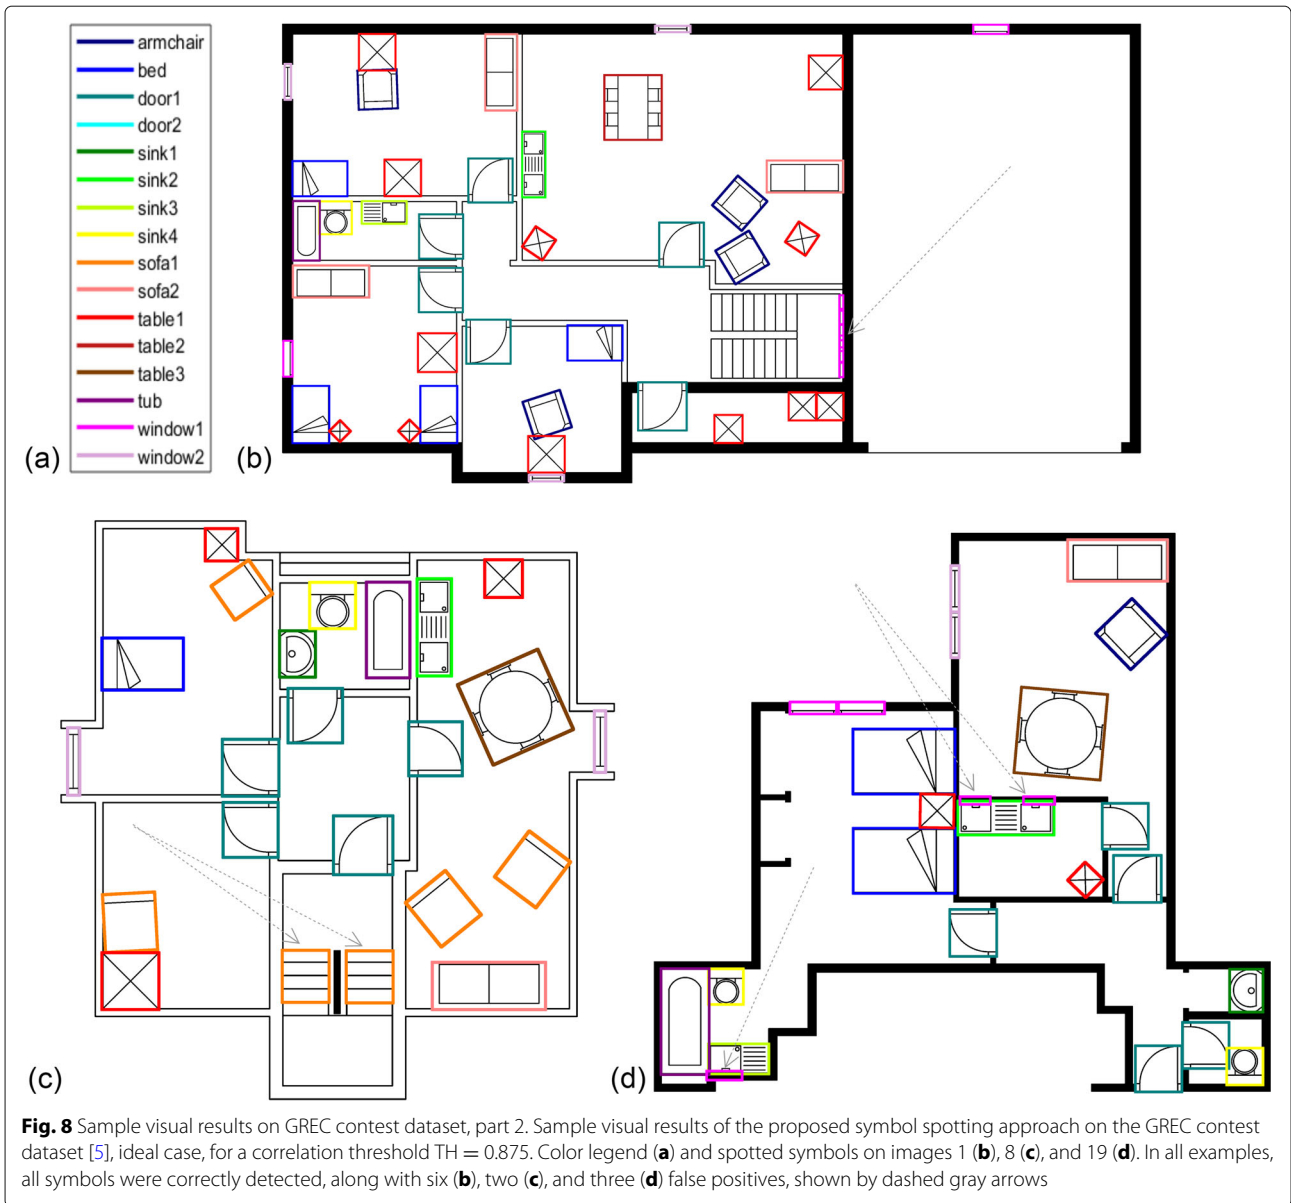 armchair
bed
door1
door2
sink1
sink2
sink3
sink4
sofa1
sofa2
table1
table2
table3
tub
window1
window2
(a)
(b)
(c)
(d)
Fig. 8 Sample visual results on GREC contest dataset, part 2. Sample visual results of the proposed symbol spotting approach on the GREC contest
dataset [5], ideal case, for a correlation threshold TH = 0.875. Color legend (a) and spotted symbols on images 1 (b), 8 (c), and 19 (d). In all examples,
all symbols were correctly detected, along with six (b), two (c), and three (d) false positives, shown by dashed gray arrows